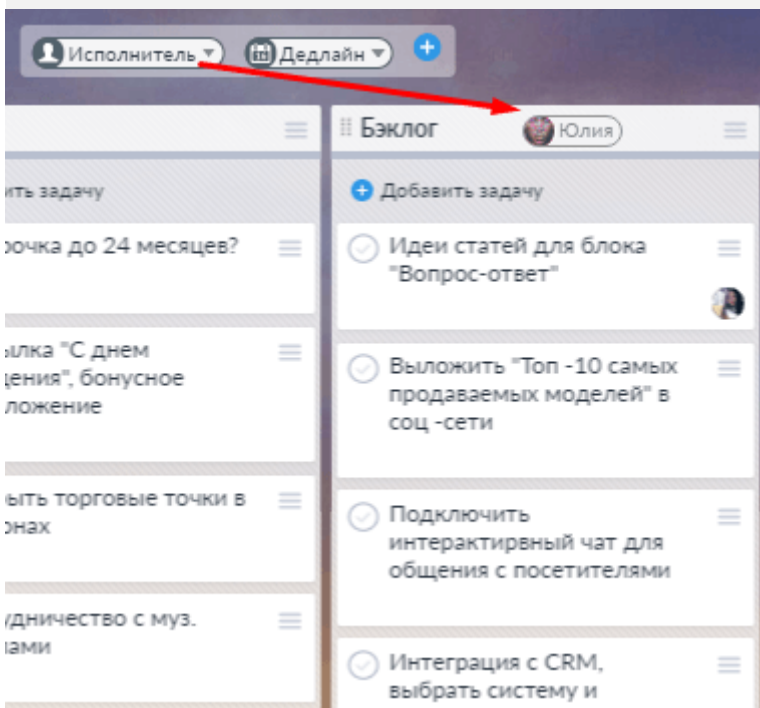 Исполнитель
Дедлайн
ить задачу
рочка до 24 месяцев?
ылка "С днем
дения", бонусное
ложение
ыть торговые точки в
онах
удничество с муз.
ами
Бэклог
Юлия
Добавить задачу
Идеи статей для блока
"Вопрос-ответ"
Выложить "Топ -10 самых
продаваемых моделей" в
соц -сети
Подключить
интерактирвный чат для
общения с посетителями
Интеграция с CRM,
выбрать систему и